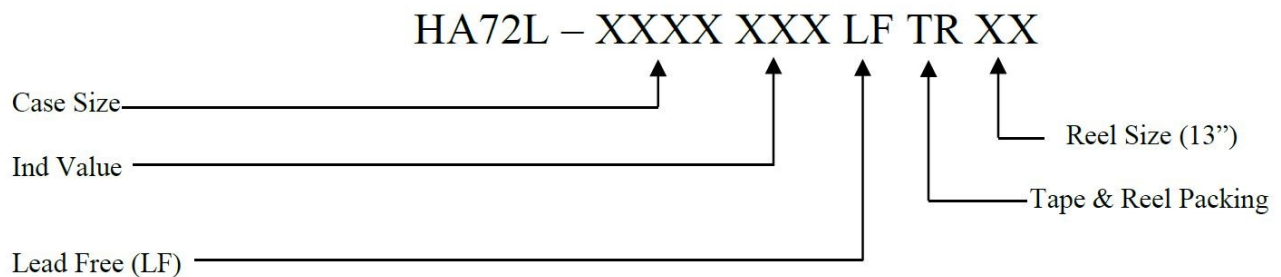 HA72L – XXXX XXX LF TR XX
Case Size
Reel Size (13”)
Ind Value
Tape & Reel Packing
Lead Free (LF)